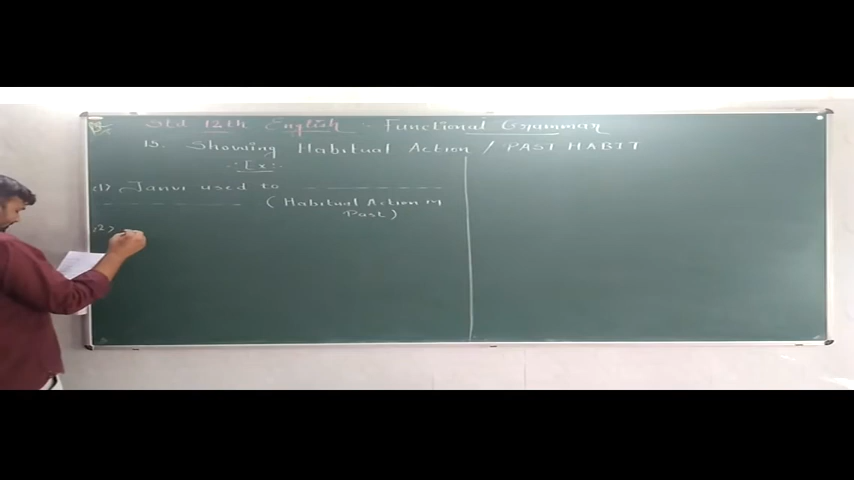 Std 12th English : Functional Grammar
15. Showing Habitual Action / PAST HABIT
:Ex:
(1) Janvi used to
(Habitual Action in
Past)
(2)